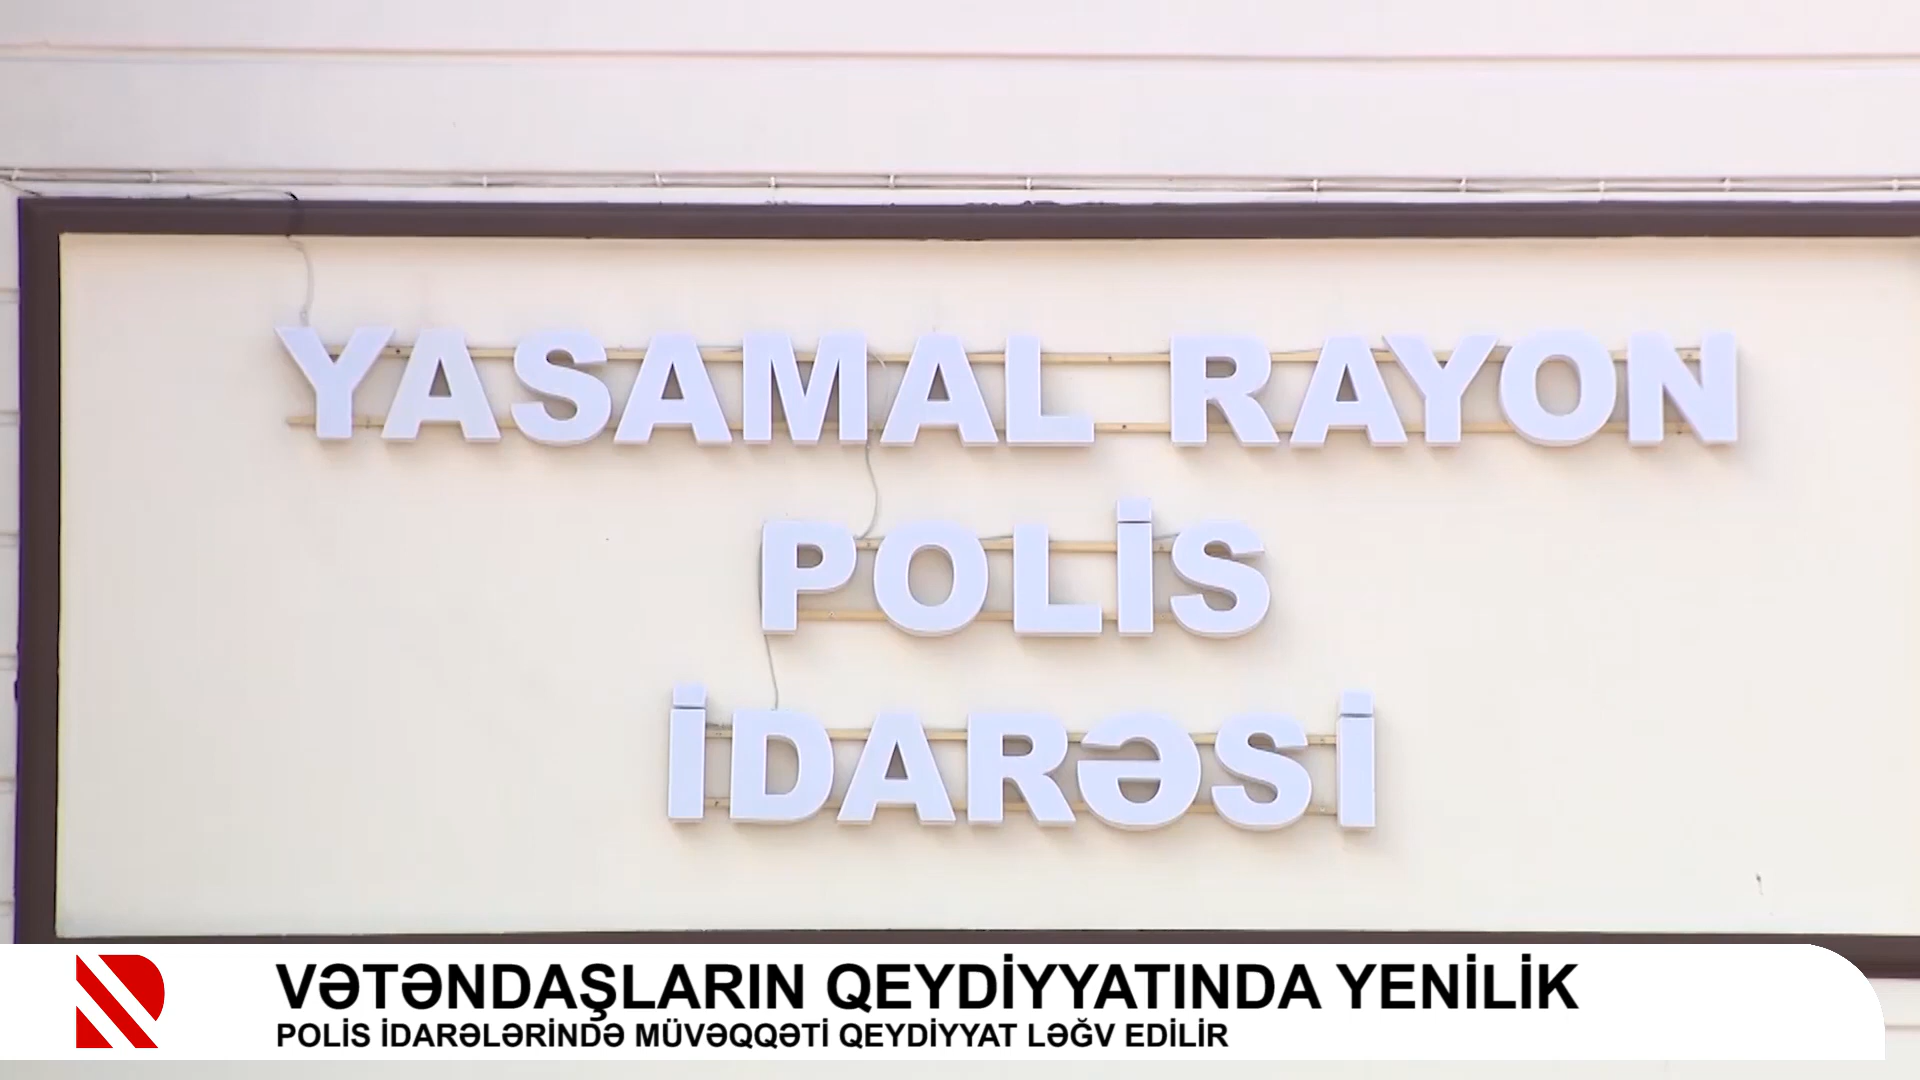 YASAMAL RAYON
POLİS
İDARƏSİ
VƏTƏNDAŞLARIN QEYDİYYATINDA YENİLİK
POLİS İDARƏLƏRİNDƏ MÜVƏQQƏTİ QEYDİYYAT LƏĞV EDİLİR